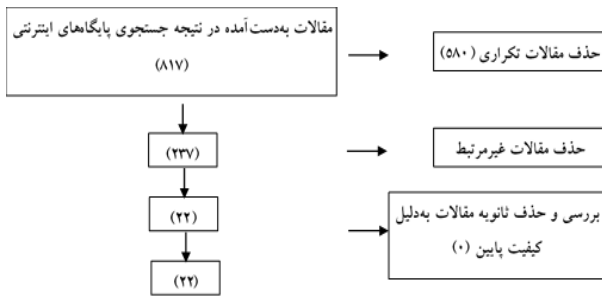 مقالات به‌دست‌آمده در نتیجه جستجوی پایگاه‌های اینترنتی
(۸۱۷)
حذف مقالات تکراری (۵۸۰)
(۲۳۷)
حذف مقالات غیرمرتبط
(۲۲)
بررسی و حذف ثانویه مقالات به‌دلیل
کیفیت پایین (۰)
(۲۲)